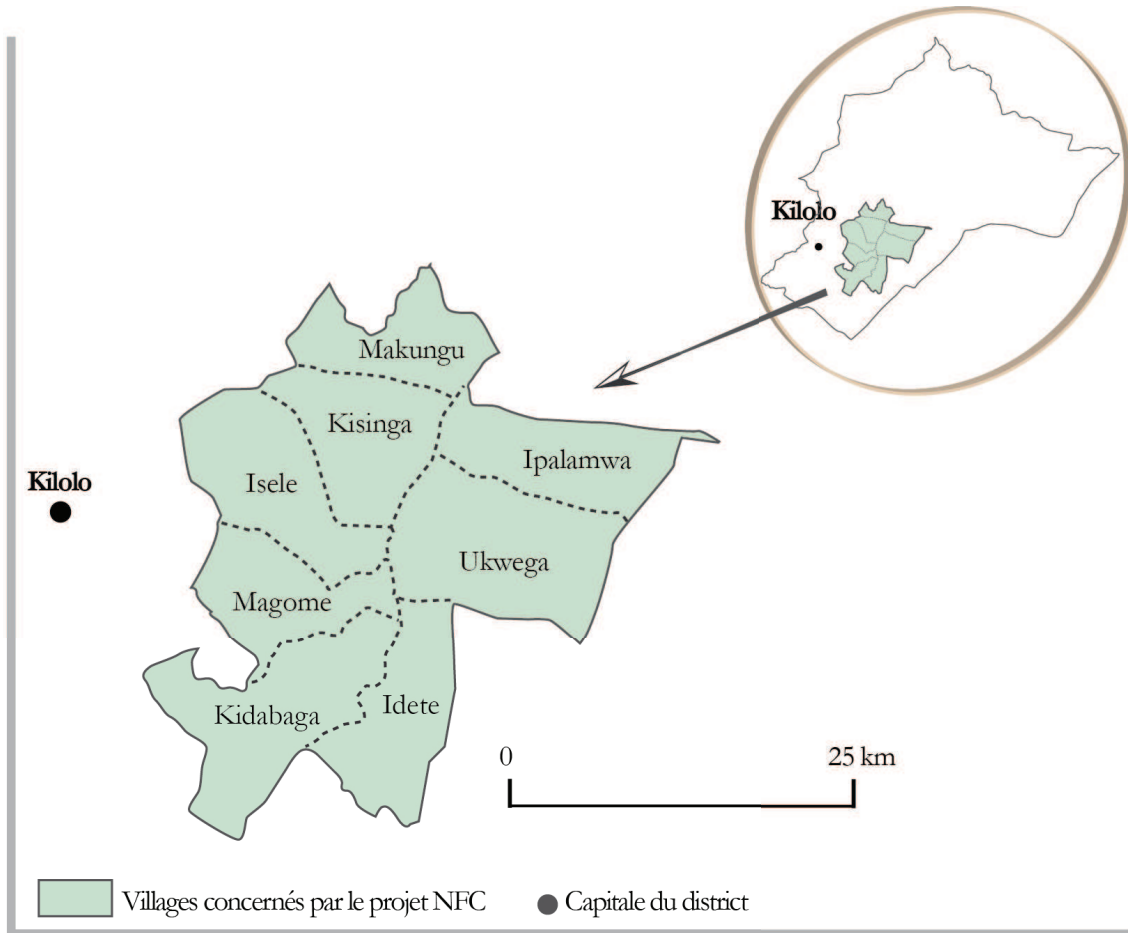 Kilolo
Makungu
Kisinga
Ipalamwa
Isele
Kilolo
Ukwega
Magome
Idete
Kidabaga
0 25 km
Villages concernés par le projet NFC
Capitale du district